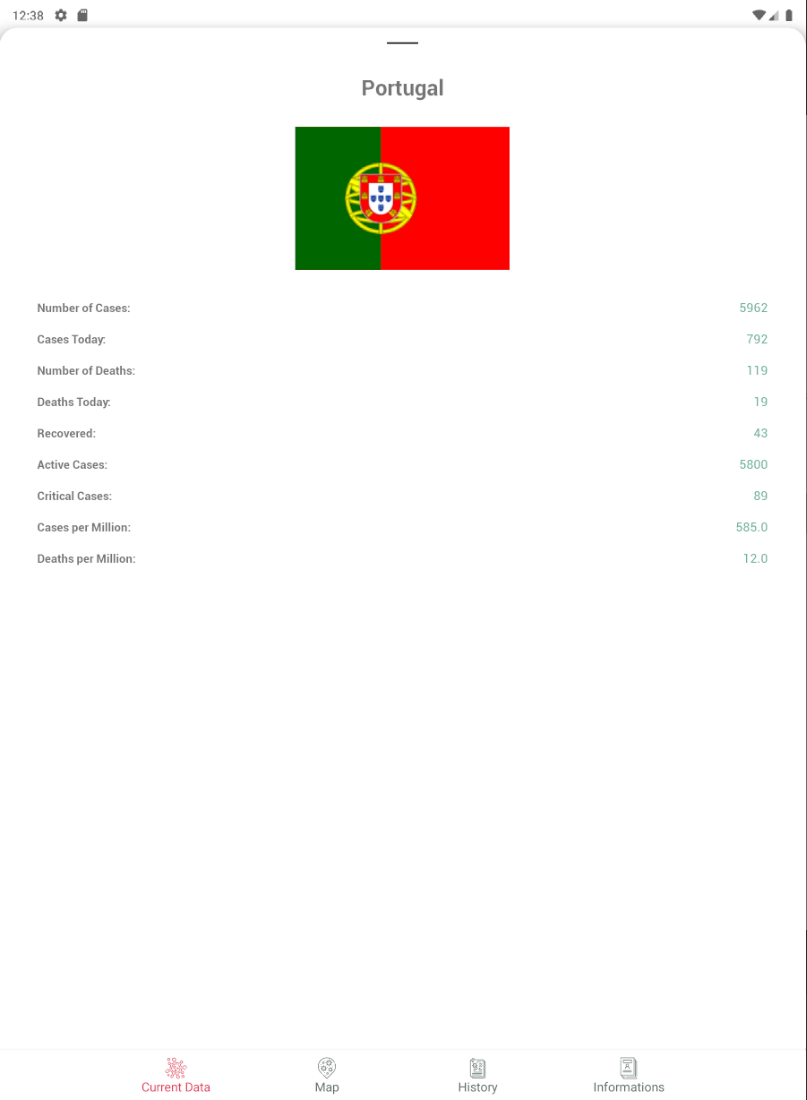 12:38
Portugal
Number of Cases: 5962
Cases Today: 792
Number of Deaths: 119
Deaths Today: 19
Recovered: 43
Active Cases: 5800
Critical Cases: 89
Cases per Million: 585.0
Deaths per Million: 12.0
Current Data Map History Informations